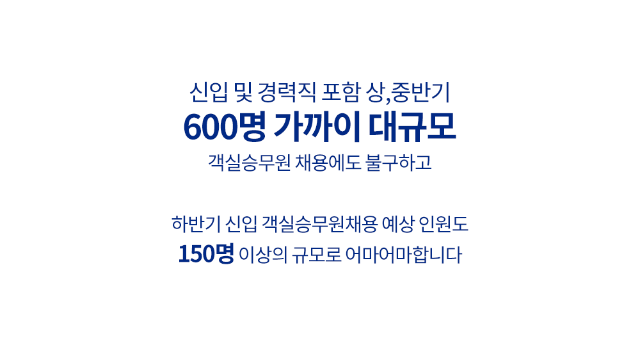 신입 및 경력직 포함 상,중반기
600명 가까이 대규모
객실승무원 채용에도 불구하고
하반기 신입 객실승무원채용 예상 인원도
150명 이상의 규모로 어마어마합니다